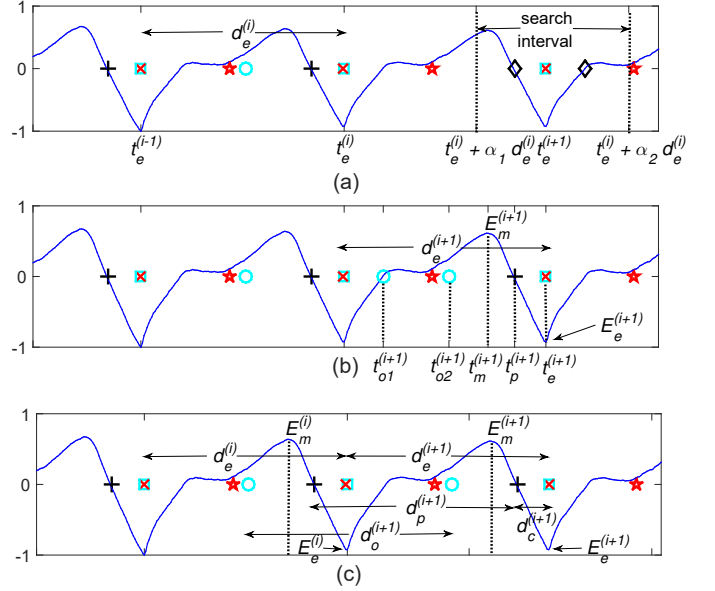 1
d_e^(i)
search
interval
0
-1
t_e^(i-1)
t_e^(i)
t_e^(i) + α_1 d_e^(i)
t_e^(i+1)
t_e^(i) + α_2 d_e^(i)
(a)
1
E_m^(i+1)
d_e^(i+1)
0
E_e^(i+1)
-1
t_o1^(i+1)
t_o2^(i+1)
t_m^(i+1)
t_p^(i+1)
t_e^(i+1)
(b)
1
E_m^(i)
E_m^(i+1)
d_e^(i)
d_e^(i+1)
0
d_p^(i+1)
d_c^(i+1)
d_o^(i+1)
E_e^(i)
E_e^(i+1)
-1
(c)